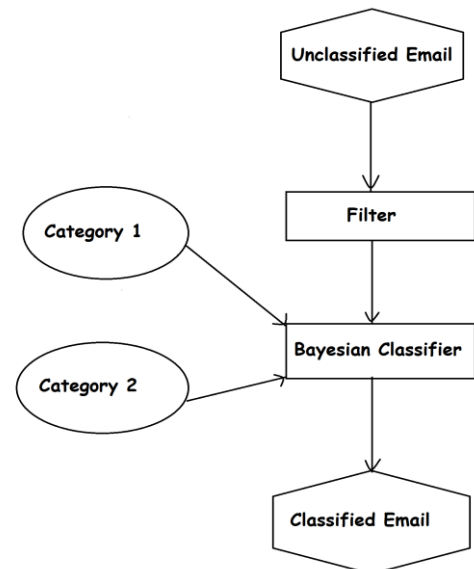 Unclassified Email
Filter
Category 1
Bayesian Classifier
Category 2
Classified Email